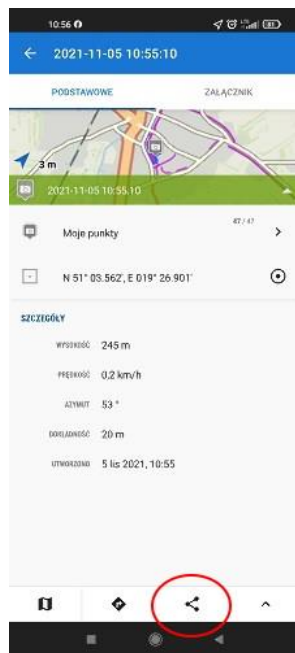 10:56
81
2021-11-05 10:55:10
PODSTAWOWE
ZAŁĄCZNIK
3 m
2021-11-05 10:55:10
Moje punkty
47 / 47
N 51° 03.562', E 019° 26.901'
SZCZEGÓŁY
WYSOKOŚĆ 245 m
PRĘDKOŚĆ 0,2 km/h
AZYMUT 53 °
DOKŁADNOŚĆ 20 m
UTWORZONO 5 lis 2021, 10:55